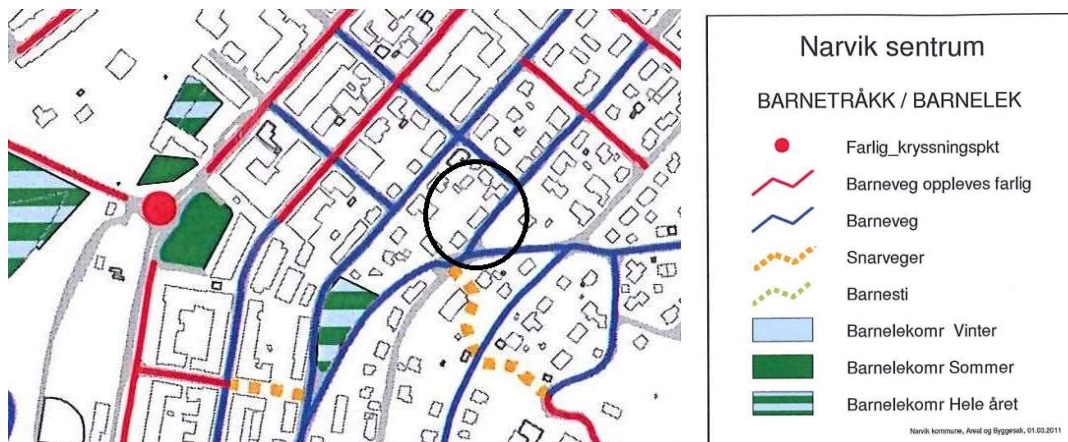 Narvik sentrum
BARNETRÅKK / BARNELEK
Farlig_kryssningspkt
Barneveg oppleves farlig
Barneveg
Snarveger
Barnesti
Barnelekomr Vinter
Barnelekomr Sommer
Barnelekomr Hele året
Narvik kommune, Areal og Byggesak, 01.03.2011